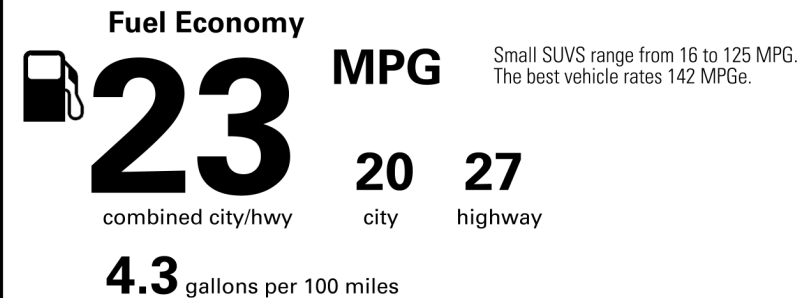 Fuel Economy
23
MPG
Small SUVS range from 16 to 125 MPG.
The best vehicle rates 142 MPGe.
20 27
combined city/hwy city highway
4.3 gallons per 100 miles